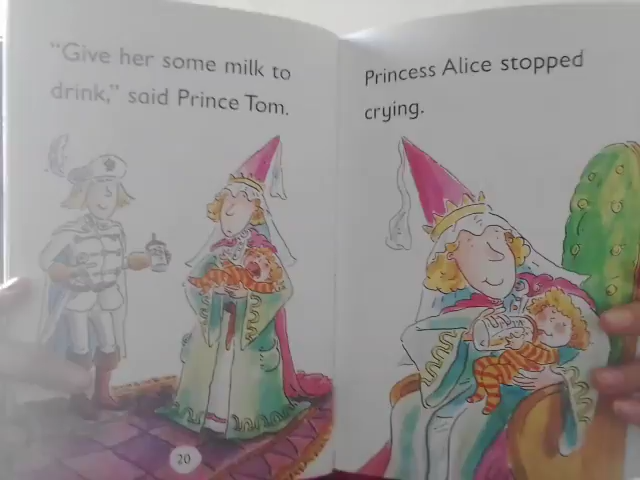 “Give her some milk to
drink,” said Prince Tom.
20
Princess Alice stopped
crying.